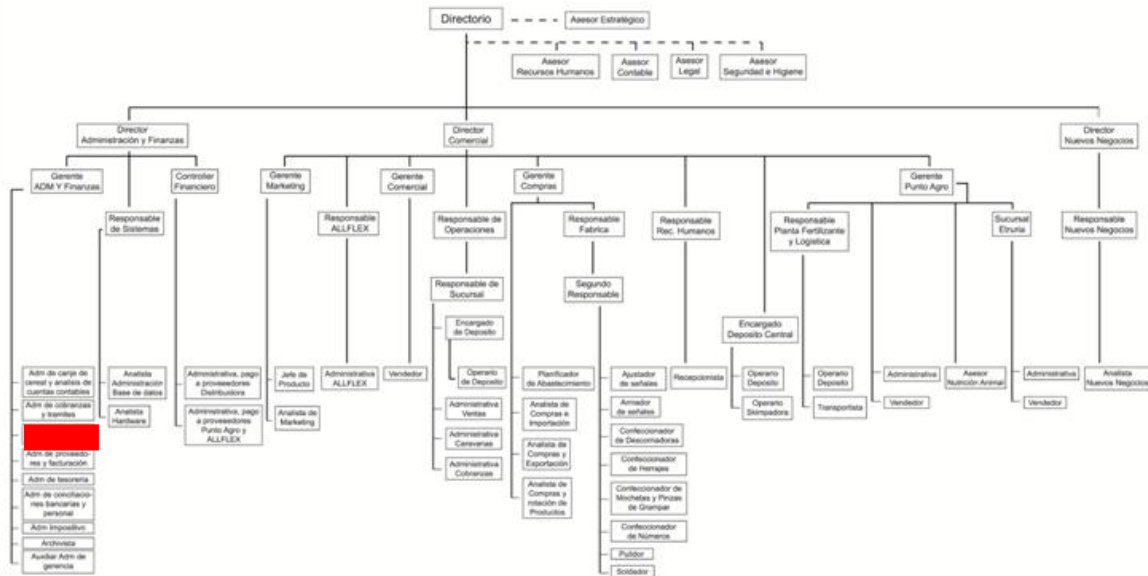 Directorio
Asesor Estratégico
Asesor
Recursos Humanos
Asesor
Contable
Asesor
Legal
Asesor
Seguridad e Higiene
Director
Administración y Finanzas
Director
Comercial
Director
Nuevos Negocios
Gerente
ADM Y Finanzas
Controller
Financiero
Gerente
Marketing
Gerente
Comercial
Gerente
Compras
Gerente
Punto Agro
Responsable
de Sistemas
Responsable
ALLFLEX
Responsable de
Operaciones
Responsable
Fabrica
Responsable
Rec. Humanos
Responsable
Planta Fertilizante
y Logística
Sucursal
Etruria
Responsable
Nuevos Negocios
Responsable de
Sucursal
Segundo
Responsable
Encargado
de Deposito
Encargado
Deposito Central
Adm de canje de
cereal y analisis de
cuentas contables
Adm de cobranzas
y tramites
Adm de proveedo-
res y facturación
Adm de tesoreria
Adm de conciliacio-
nes bancarias y
personal
Adm Impositivo
Archivista
Auxiliar Adm de
gerencia
Analista
Administración
Base de datos
Analista
Hardware
Administrativa, pago
a proveedores
Distribuidora
Administrativa, pago
a proveedores
Punto Agro y
ALLFLEX
Jefe de
Producto
Analista de
Marketing
Administrativa
ALLFLEX
Vendedor
Operario
de Deposito
Administrativa
Ventas
Administrativa
Caravanas
Administrativa
Cobranzas
Planificador
de Abastecimiento
Analista de
Compras e
Importación
Analista de
Compras y
Exportación
Analista de
Compras y
rotación de
Productos
Ajustador
de señales
Armador
de señales
Confeccionador
de Descornadoras
Confeccionador
de Herrajes
Confeccionador de
Mochetas y Pinzas
de Grampar
Confeccionador
de Números
Pulidor
Soldador
Recepcionista
Operario
Deposito
Operario
Skimpadora
Operario
Deposito
Transportista
Administrativa
Vendedor
Asesor
Nutrición Animal
Administrativa
Vendedor
Analista
Nuevos Negocios